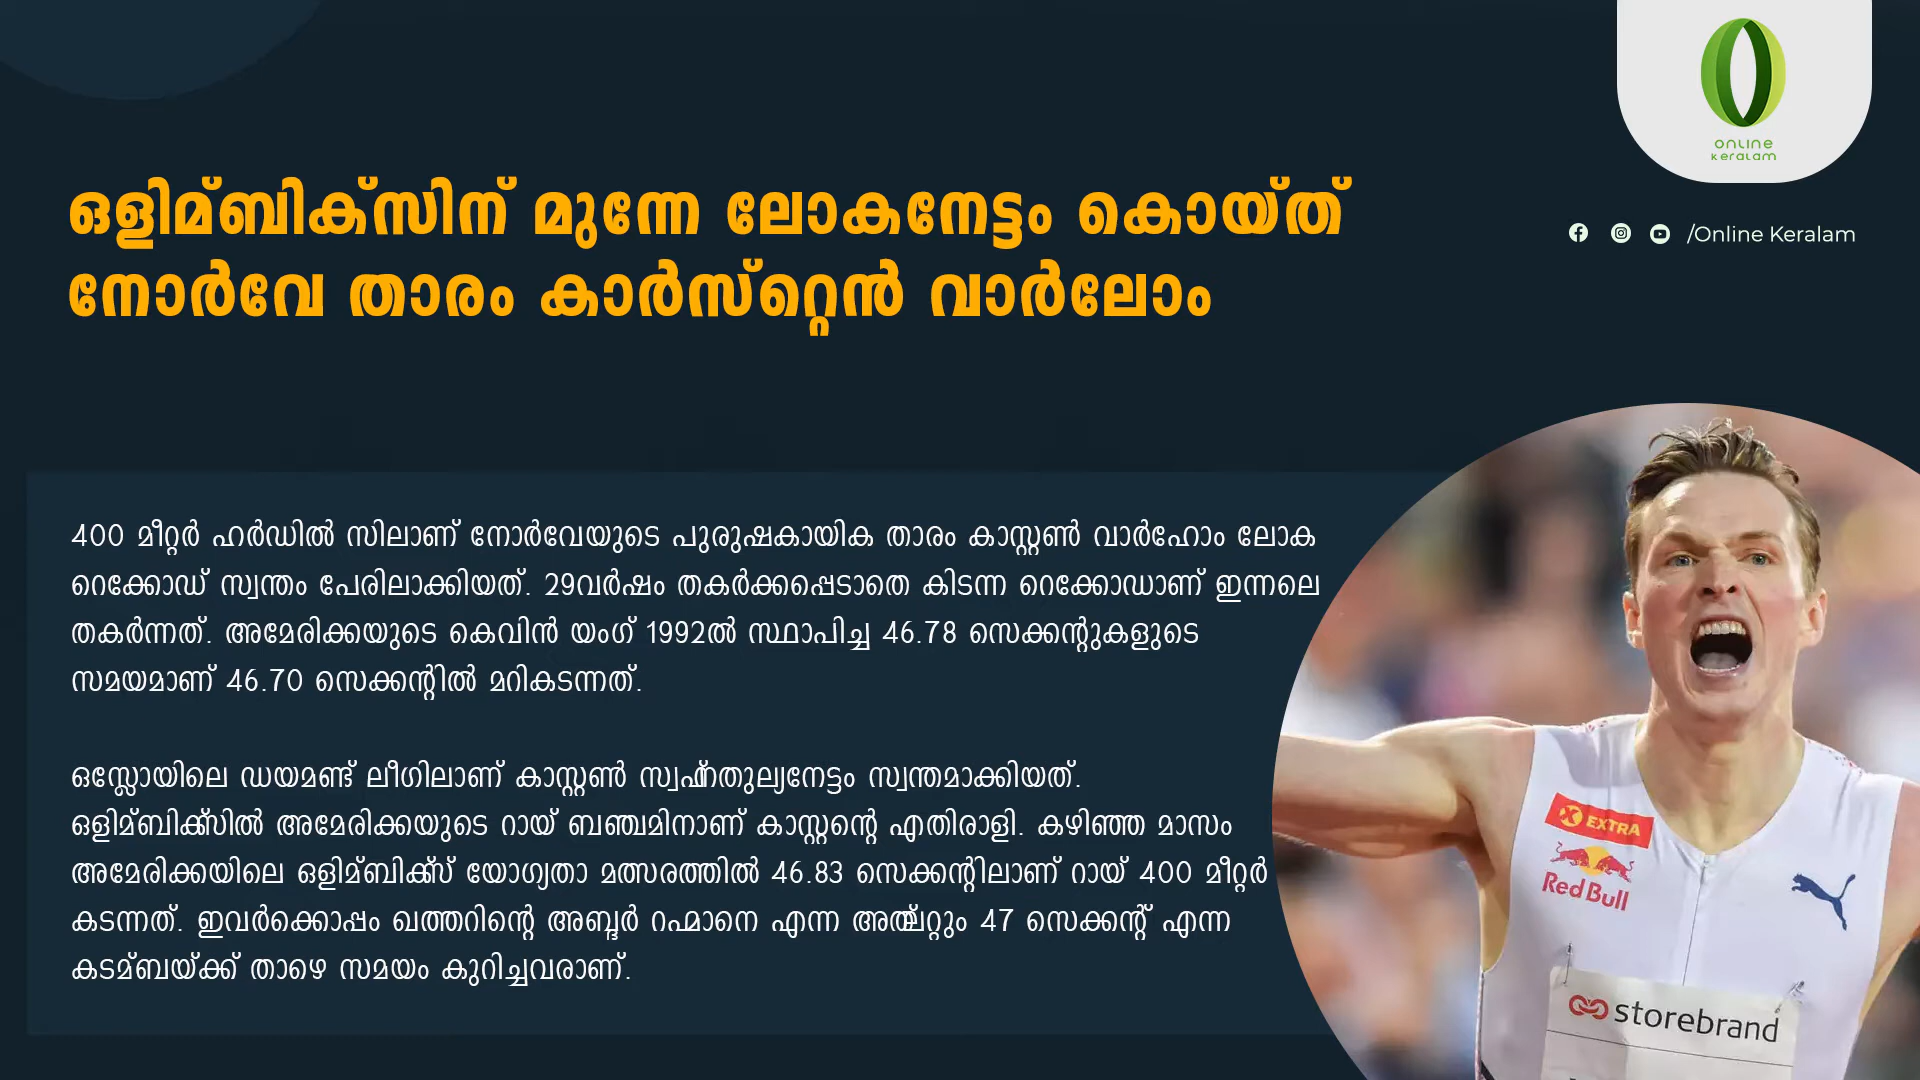 ONLINE
KERALAM
ഒളിമ്ബിക്സിന് മുന്നേ ലോകനേട്ടം കൊയ്ത്
/Online Keralam
നോർവേ താരം കാർസ്റ്റെൻ വാർലോം
400 മീറ്റർ ഹർഡിൽ സിലാണ് നോർവേയുടെ പുരുഷകായിക താരം കാസ്റ്റൺ വാർഹോം ലോക
റെക്കോഡ് സ്വന്തം പേരിലാക്കിയത്. 29വർഷം തകർക്കപ്പെടാതെ കിടന്ന റെക്കോഡാണ് ഇന്നലെ
തകർന്നത്. അമേരിക്കയുടെ കെവിൻ യംഗ് 1992ൽ സ്ഥാപിച്ച 46.78 സെക്കന്റുകളുടെ
സമയമാണ് 46.70 സെക്കന്റിൽ മറികടന്നത്.
ഒസ്ലോയിലെ ഡയമണ്ട് ലീഗിലാണ് കാസ്റ്റൺ സ്വപ്നതുല്യനേട്ടം സ്വന്തമാക്കിയത്.
ഒളിമ്ബിക്ക്സിൽ അമേരിക്കയുടെ റായ് ബഞ്ചമിനാണ് കാസ്റ്റന്റെ എതിരാളി. കഴിഞ്ഞ മാസം
അമേരിക്കയിലെ ഒളിമ്ബിക്ക്സ് യോഗ്യതാ മത്സരത്തിൽ 46.83 സെക്കന്റിലാണ് റായ് 400 മീറ്റർ
കടന്നത്. ഇവർക്കൊപ്പം ഖത്തറിന്റെ അബ്ദർ റഹ്മാനെ എന്ന അത്‌ലറ്റും 47 സെക്കന്റ് എന്ന
കടമ്ബയ്ക്ക് താഴെ സമയം കുറിച്ചവരാണ്.
EXTRA
Red Bull
storebrand